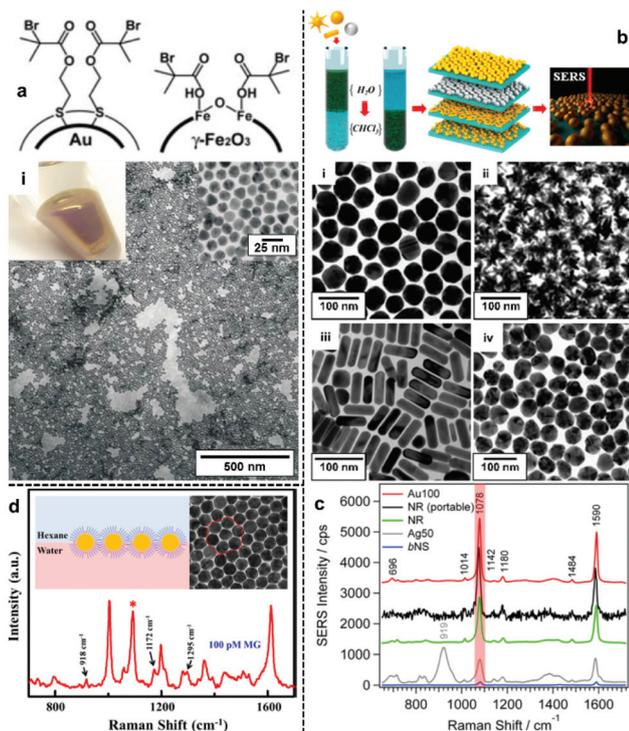 Br
Br
O
O
O
O
S
S
Au
a
Br
Br
O
O
HO
OH
Fe
O
Fe
γ-Fe₂O₃
i
25 nm
500 nm
b
{ H₂O }
{CHCl₃}
SERS
i
100 nm
ii
100 nm
iii
100 nm
iv
100 nm
d
Hexane
Water
Intensity (a.u.)
918 cm⁻¹
*
1172 cm⁻¹
1295 cm⁻¹
100 pM MG
800
1200
1600
Raman Shift (cm⁻¹)
c
SERS Intensity / cps
6000
5000
4000
3000
2000
1000
0
Au100
NR (portable)
NR
Ag50
bNS
696
919
1014
1078
1142
1180
1484
1590
800
1000
1200
1400
1600
Raman Shift / cm⁻¹